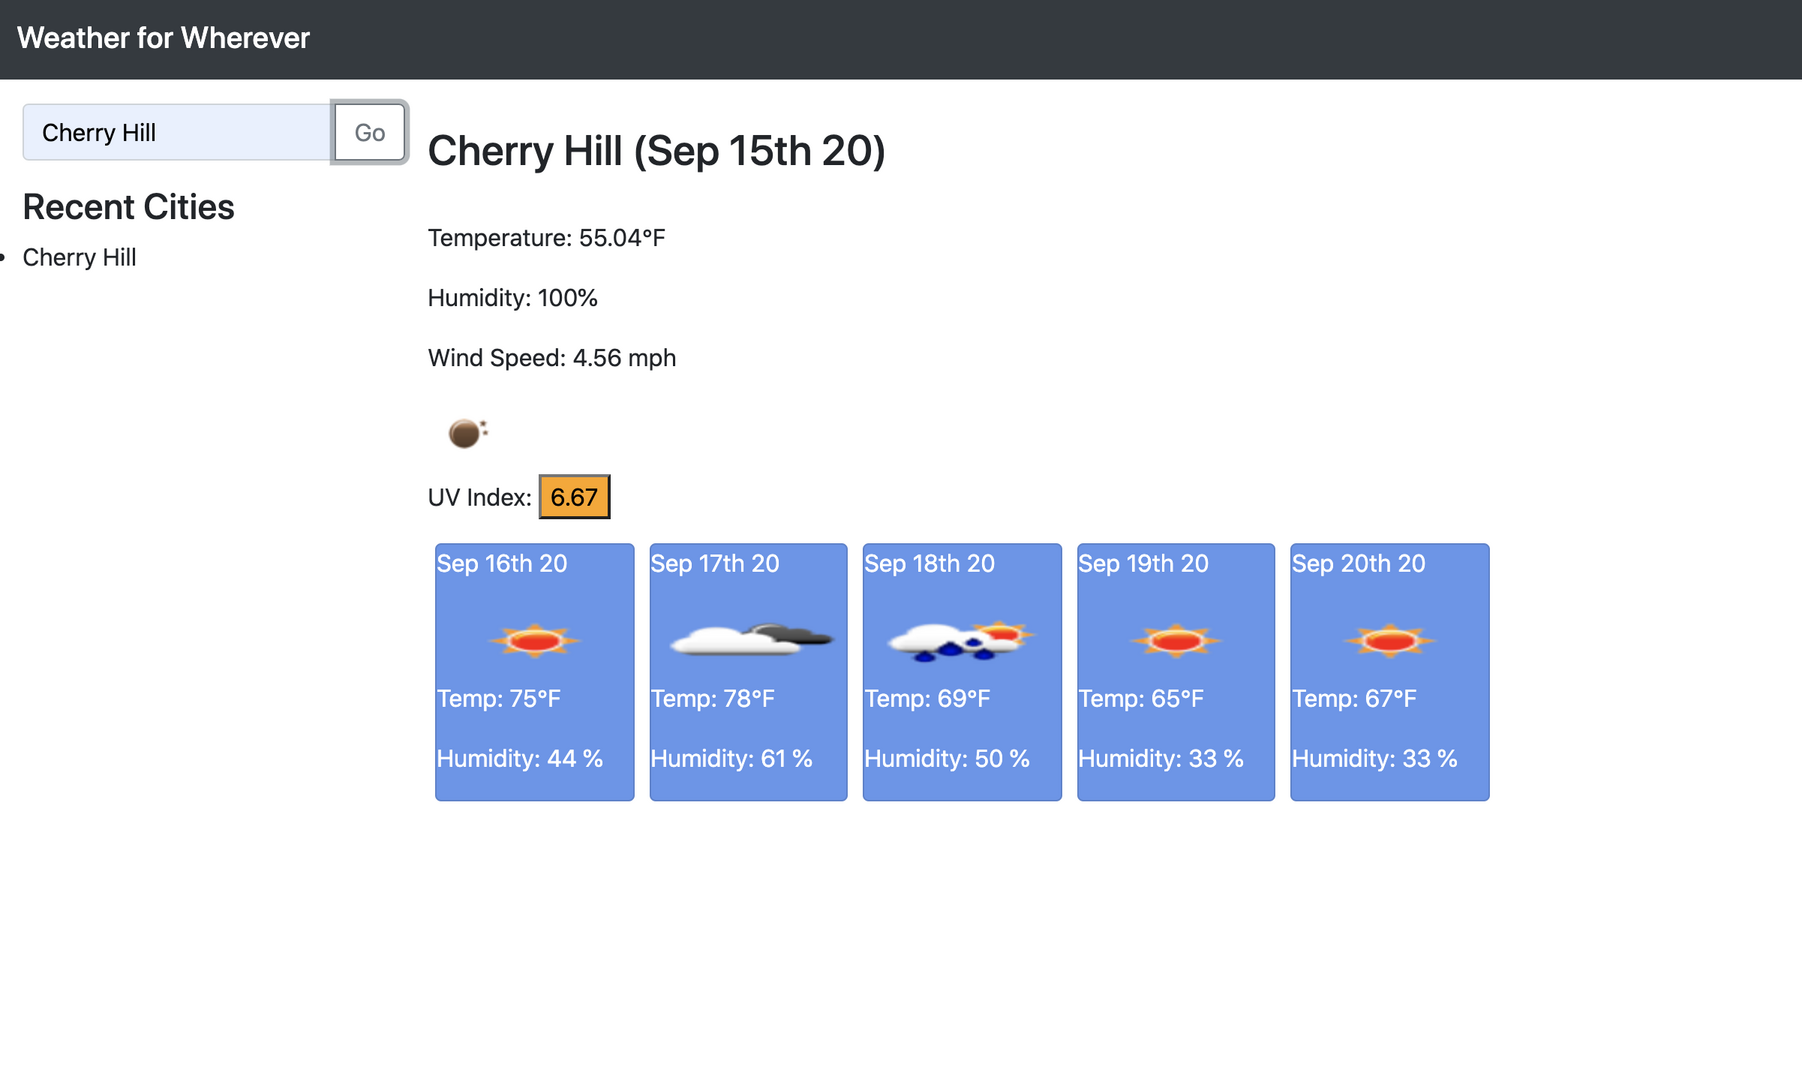 Weather for Wherever
Cherry Hill
Go
Recent Cities
Cherry Hill
Cherry Hill (Sep 15th 20)
Temperature: 55.04°F
Humidity: 100%
Wind Speed: 4.56 mph
UV Index: 6.67
Sep 16th 20
Temp: 75°F
Humidity: 44 %
Sep 17th 20
Temp: 78°F
Humidity: 61 %
Sep 18th 20
Temp: 69°F
Humidity: 50 %
Sep 19th 20
Temp: 65°F
Humidity: 33 %
Sep 20th 20
Temp: 67°F
Humidity: 33 %